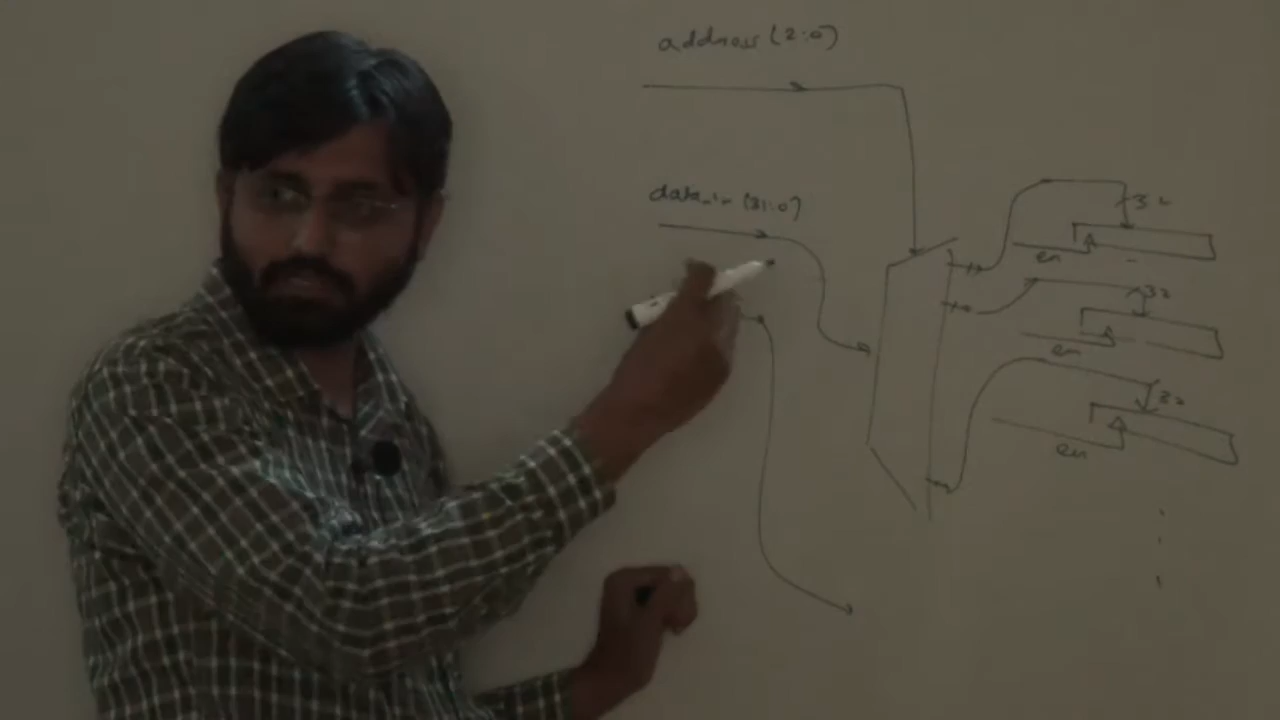 address (2:0)
data_in (31:0)
32
en
32
en
32
en